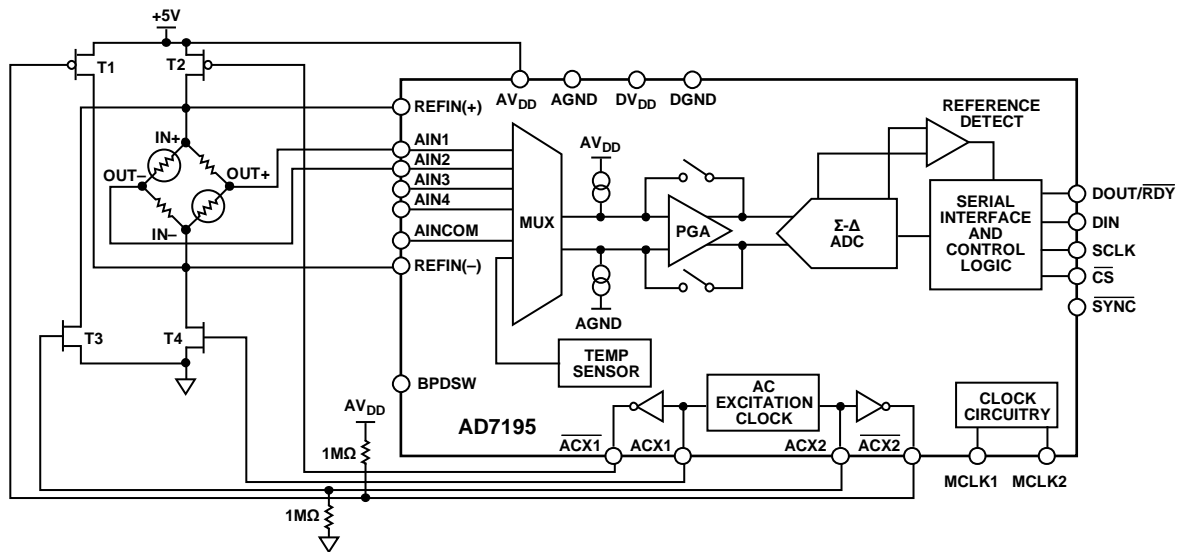 +5V
T1
T2
AVDD
AGND
DVDD
DGND
REFIN(+)
REFERENCE
DETECT
IN+
AIN1
AVDD
OUT–
OUT+
AIN2
AIN3
AIN4
MUX
PGA
Σ-Δ
ADC
SERIAL
INTERFACE
AND
CONTROL
LOGIC
DOUT/RDY
DIN
SCLK
CS
SYNC
IN–
AINCOM
REFIN(–)
AGND
T3
T4
TEMP
SENSOR
BPDSW
AVDD
AD7195
AC
EXCITATION
CLOCK
CLOCK
CIRCUITRY
1MΩ
ACX1
ACX1
ACX2
ACX2
MCLK1
MCLK2
1MΩ